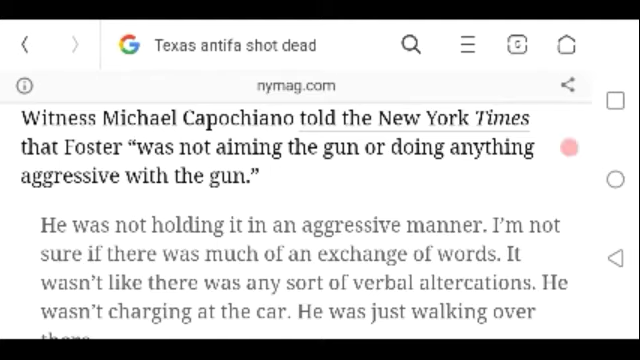 Texas antifa shot dead
nymag.com
Witness Michael Capochiano told the New York Times
that Foster “was not aiming the gun or doing anything
aggressive with the gun.”
He was not holding it in an aggressive manner. I’m not
sure if there was much of an exchange of words. It
wasn’t like there was any sort of verbal altercations. He
wasn’t charging at the car. He was just walking over